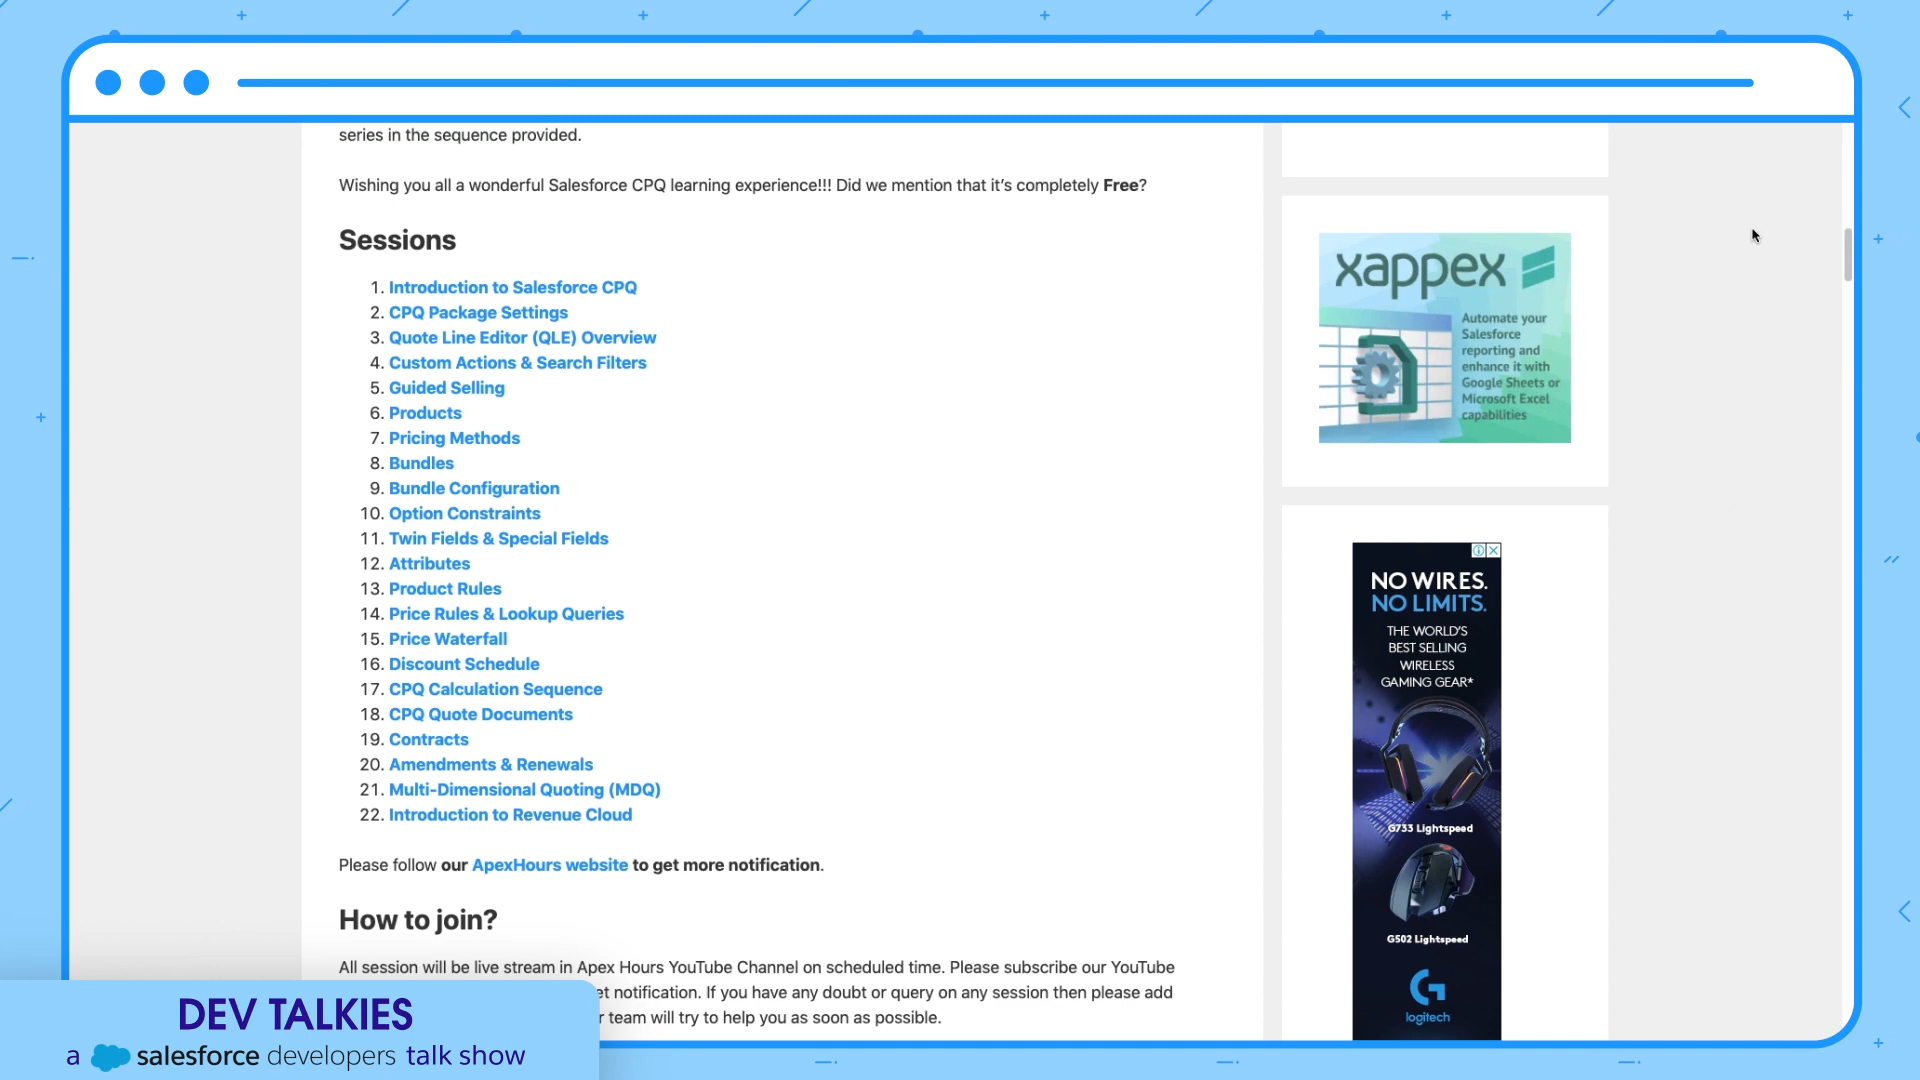 series in the sequence provided.
Wishing you all a wonderful Salesforce CPQ learning experience!!! Did we mention that it’s completely Free?
Sessions
1. Introduction to Salesforce CPQ
2. CPQ Package Settings
3. Quote Line Editor (QLE) Overview
4. Custom Actions & Search Filters
5. Guided Selling
6. Products
7. Pricing Methods
8. Bundles
9. Bundle Configuration
10. Option Constraints
11. Twin Fields & Special Fields
12. Attributes
13. Product Rules
14. Price Rules & Lookup Queries
15. Price Waterfall
16. Discount Schedule
17. CPQ Calculation Sequence
18. CPQ Quote Documents
19. Contracts
20. Amendments & Renewals
21. Multi-Dimensional Quoting (MDQ)
22. Introduction to Revenue Cloud
Please follow our ApexHours website to get more notification.
How to join?
All session will be live stream in Apex Hours YouTube Channel on scheduled time. Please subscribe our YouTube
et notification. If you have any doubt or query on any session then please add
r team will try to help you as soon as possible.
xappex
Automate your
Salesforce
reporting and
enhance it with
Google Sheets or
Microsoft Excel
capabilities
NO WIRES.
NO LIMITS.
THE WORLD'S
BEST SELLING
WIRELESS
GAMING GEAR*
G733 Lightspeed
G502 Lightspeed
logitech
DEV TALKIES
a salesforce developers talk show